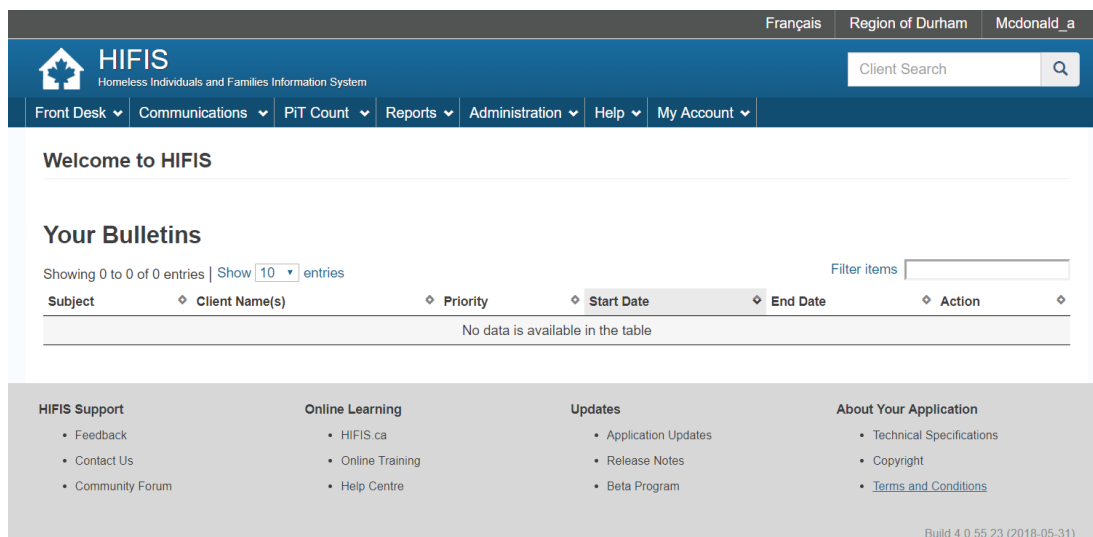 Français Region of Durham Mcdonald_a
HIFIS
Homeless Individuals and Families Information System
Client Search
Front Desk Communications PiT Count Reports Administration Help My Account
Welcome to HIFIS
Your Bulletins
Showing 0 to 0 of 0 entries | Show 10 entries Filter items
Subject Client Name(s) Priority Start Date End Date Action
No data is available in the table
HIFIS Support Online Learning Updates About Your Application
• Feedback • HIFIS.ca • Application Updates • Technical Specifications
• Contact Us • Online Training • Release Notes • Copyright
• Community Forum • Help Centre • Beta Program • Terms and Conditions
Build 4.0.55.23 (2018-05-31)